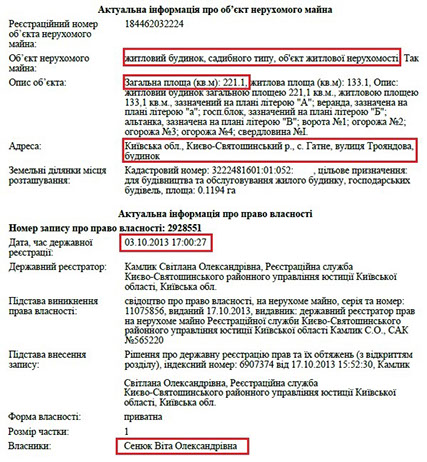 Актуальна інформація про об'єкт нерухомого майна
Реєстраційний номер
об'єкта нерухомого
майна:
184462032224
Об'єкт нерухомого
майна:
житловий будинок, садибного типу, об'єкт житлової нерухомості: Так
Опис об'єкта:
Загальна площа (кв.м): 221.1, житлова площа (кв.м): 133.1, Опис:
житловий будинок загальною площею 221,1 кв.м., житловою площею
133,1 кв.м., зазначений на плані літерою "А"; веранда, зазначена на
плані літерою "а"; госп.блок, зазначений на плані літерою "Б";
альтанка, зазначена на плані літерою "В"; ворота №1; огорожа №2;
огорожа №3; огорожа №4; свердловина №I.
Адреса:
Київська обл., Києво-Святошинський р., с. Гатне, вулиця Трояндова,
будинок
Земельні ділянки місця
розташування:
Кадастровий номер: 3222481601:01:052: , цільове призначення:
для будівництва та обслуговування жилого будинку, господарських
будівель, площа: 0.1194 га
Актуальна інформація про право власності
Номер запису про право власності: 2928551
Дата, час державної
реєстрації:
03.10.2013 17:00:27
Державний реєстратор:
Камлик Світлана Олександрівна, Реєстраційна служба
Києво-Святошинського районного управління юстиції Київської
області, Київська обл.
Підстава виникнення
права власності:
свідоцтво про право власності, на нерухоме майно, серія та номер:
11075856, виданий 17.10.2013, видавник: державний реєстратор прав
на нерухоме майно Реєстраційної служби Києво-Святошинського
районного управління юстиції Київської області Камлик С.О., САК
№565220
Підстава внесення
запису:
Рішення про державну реєстрацію прав та їх обтяжень (з відкриттям
розділу), індексний номер: 6907374 від 17.10.2013 15:52:30, Камлик
Світлана Олександрівна, Реєстраційна служба
Києво-Святошинського районного управління юстиції Київської
області, Київська обл.
Форма власності:
приватна
Розмір частки:
1
Власники:
Сенюк Віта Олександрівна